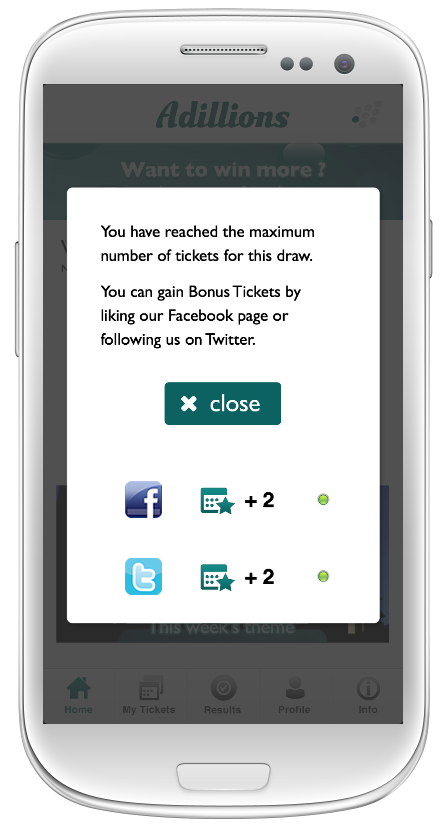 Adillions
Want to win more ?
You have reached the maximum
number of tickets for this draw.
You can gain Bonus Tickets by
liking our Facebook page or
following us on Twitter.
close
f + 2
t + 2
This week's theme
Home My Tickets Results Profile Info